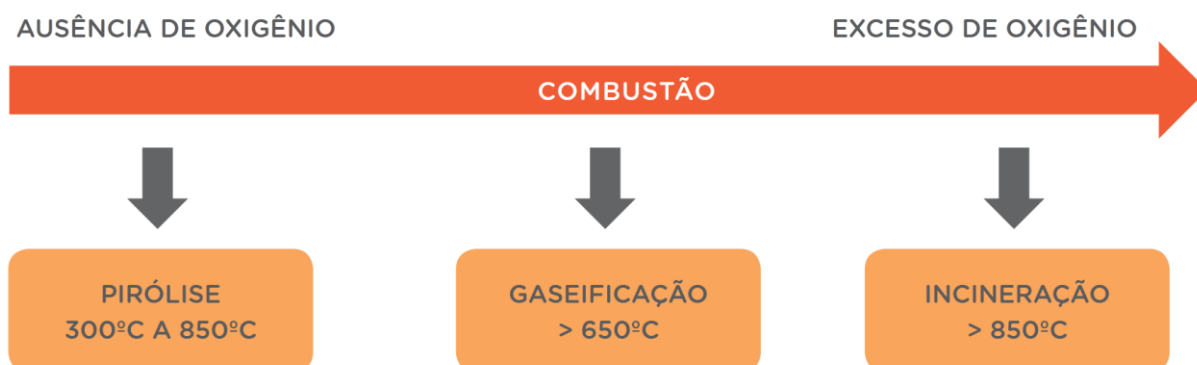 AUSÊNCIA DE OXIGÊNIO
EXCESSO DE OXIGÊNIO
COMBUSTÃO
PIRÓLISE
300ºC A 850ºC
GASEIFICAÇÃO
> 650ºC
INCINERAÇÃO
> 850ºC